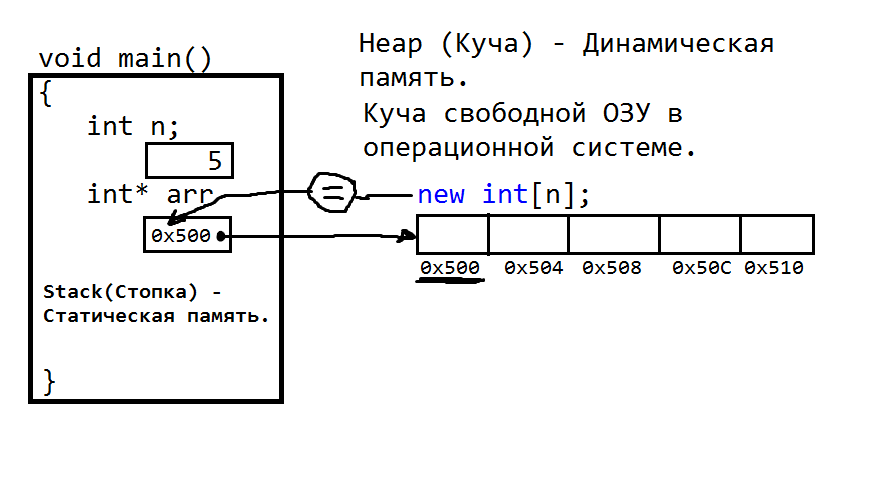 void main()
{
int n;
5
int* arr
0x500
Stack(Стопка) -
Статическая память.
}
Heap (Куча) - Динамическая
память.
Куча свободной ОЗУ в
операционной системе.
=
new int[n];
0x500 0x504 0x508 0x50C 0x510